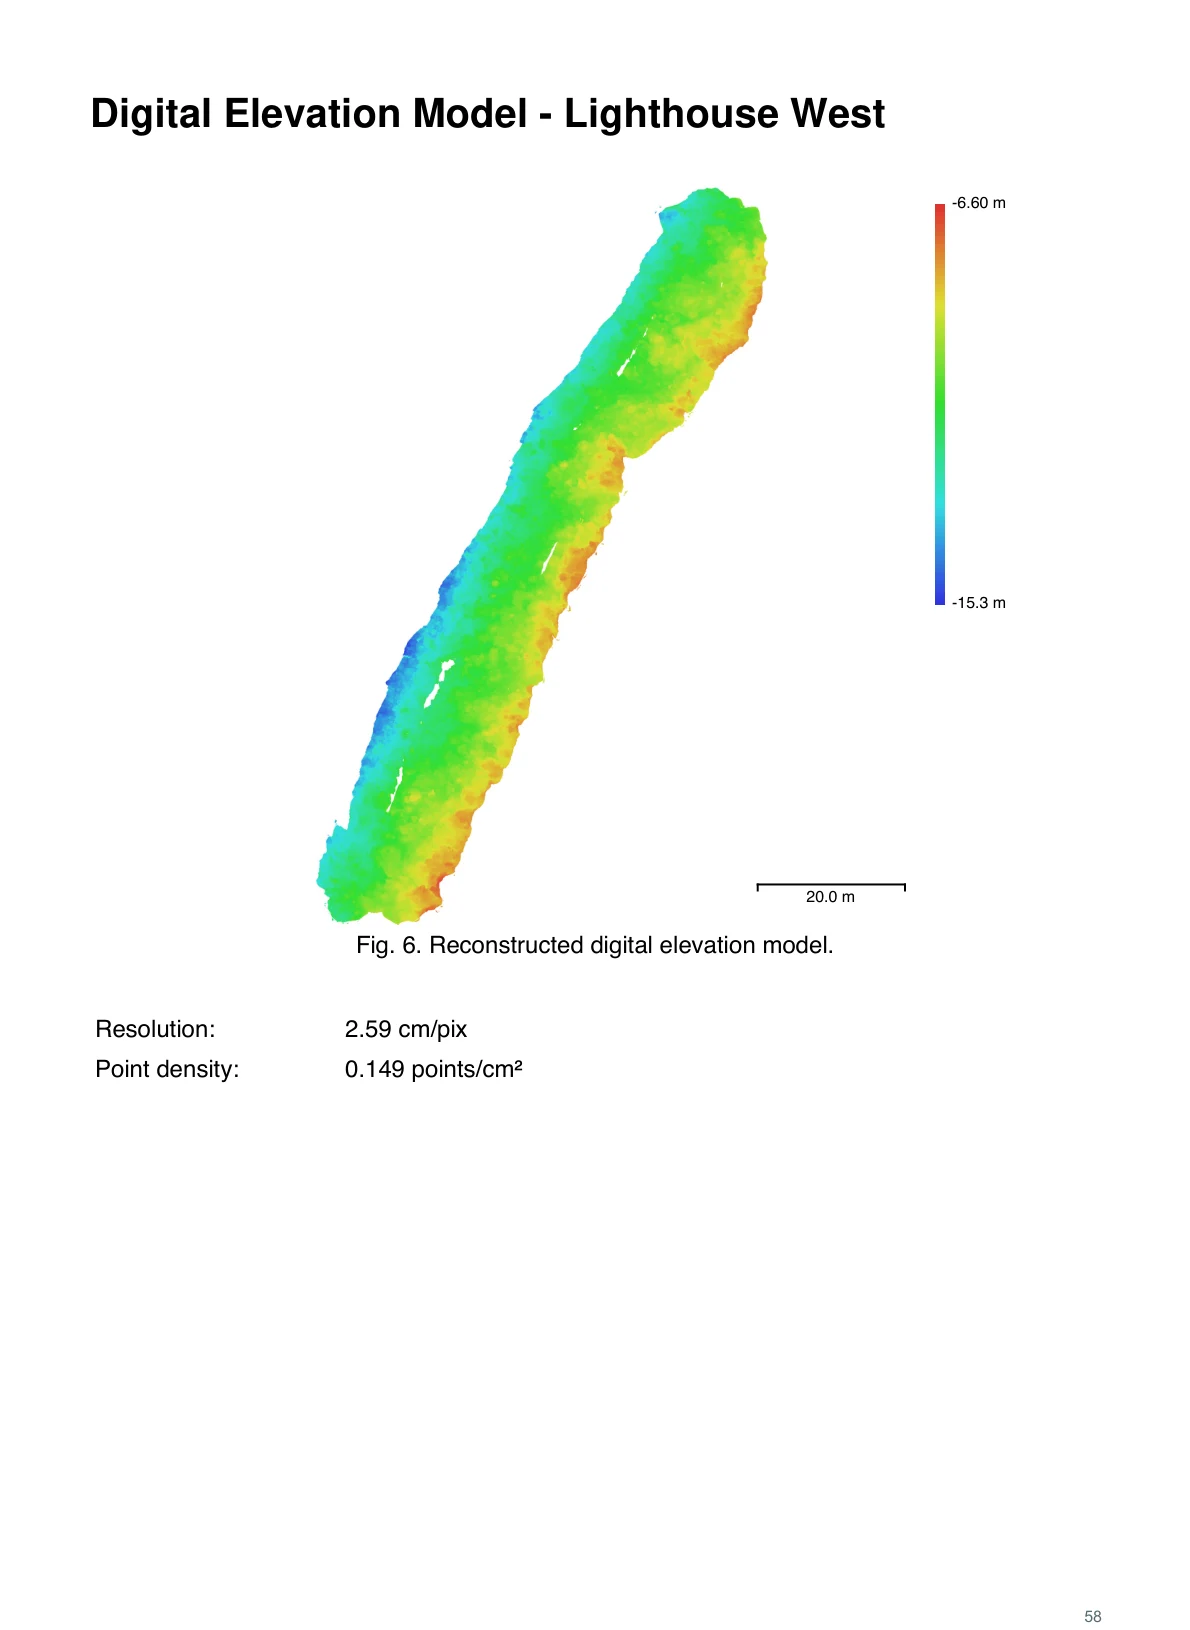 Digital Elevation Model - Lighthouse West
-6.60 m
-15.3 m
20.0 m
Fig. 6. Reconstructed digital elevation model.
Resolution: 2.59 cm/pix
Point density: 0.149 points/cm²
58